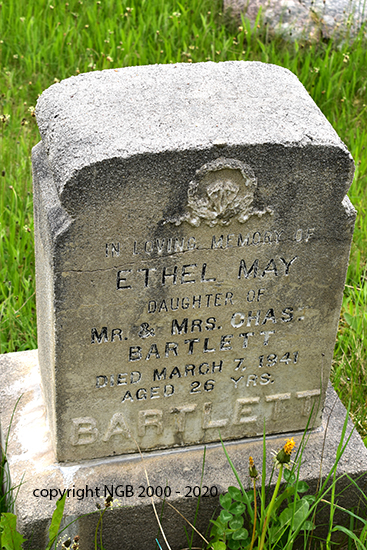 IN LOVING MEMORY OF
ETHEL MAY
DAUGHTER OF
MR. & MRS. CHAS.
BARTLETT
DIED MARCH 7, 1941
AGED 26 YRS.
BARTLETT
copyright NGB 2000 - 2020